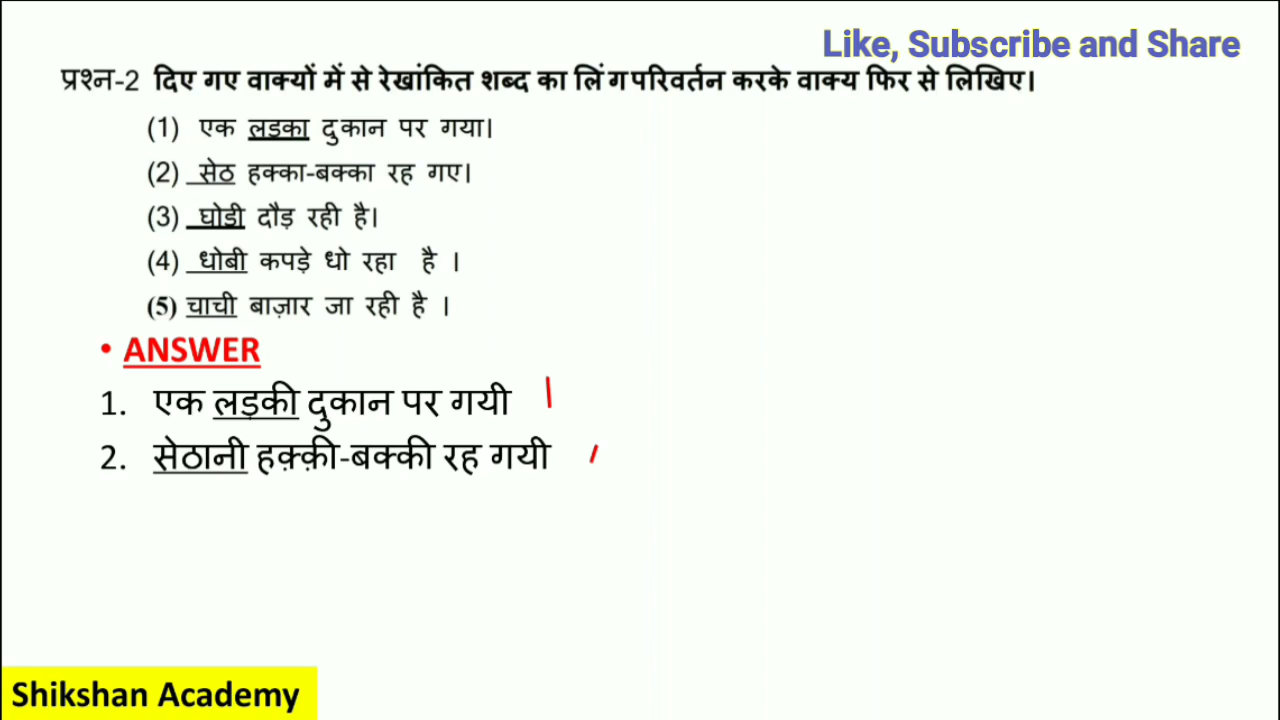 Like, Subscribe and Share
प्रश्न-2 दिए गए वाक्यों में से रेखांकित शब्द का लिंगपरिवर्तन करके वाक्य फिर से लिखिए।
(1) एक लडका दुकान पर गया।
(2) सेठ हक्का-बक्का रह गए।
(3) घोडी दौड़ रही है।
(4) धोबी कपड़े धो रहा है ।
(5) चाची बाज़ार जा रही है ।
• ANSWER
1. एक लड़की दुकान पर गयी ।
2. सेठानी हक़्क़ी-बक्की रह गयी ।
Shikshan Academy